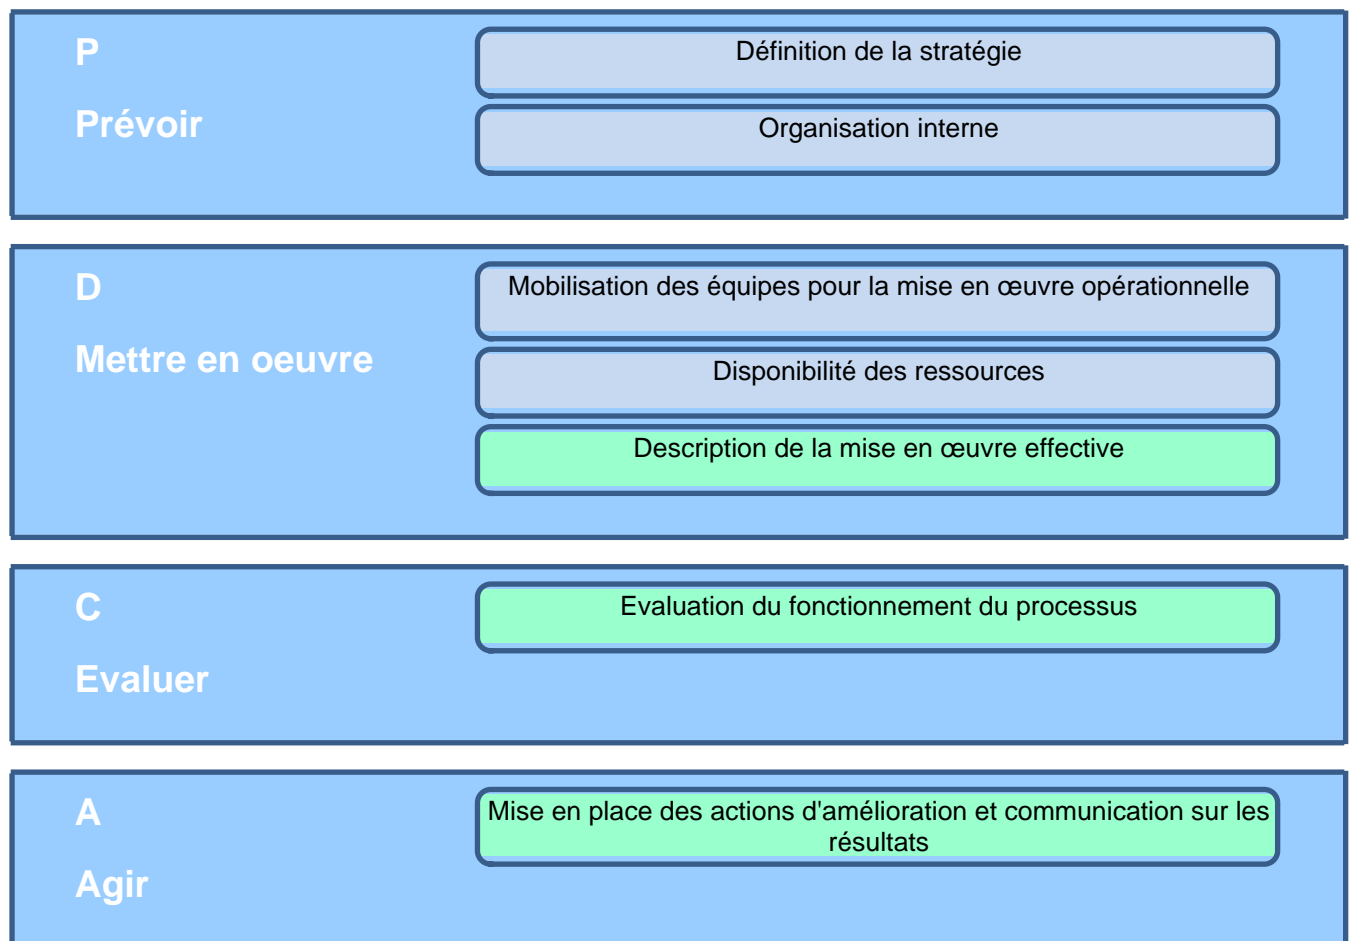 P
Définition de la stratégie
Prévoir
Organisation interne
D
Mobilisation des équipes pour la mise en œuvre opérationnelle
Mettre en oeuvre
Disponibilité des ressources
Description de la mise en œuvre effective
C
Evaluation du fonctionnement du processus
Evaluer
A
Mise en place des actions d'amélioration et communication sur les
résultats
Agir